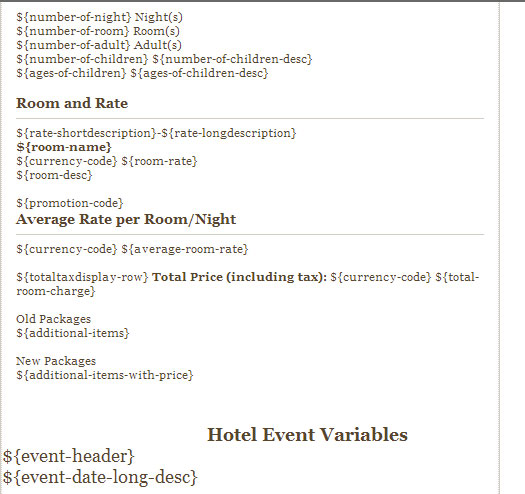 ${number-of-night} Night(s)
${number-of-room} Room(s)
${number-of-adult} Adult(s)
${number-of-children} ${number-of-children-desc}
${ages-of-children} ${ages-of-children-desc}
Room and Rate
${rate-shortdescription}-${rate-longdescription}
${room-name}
${currency-code} ${room-rate}
${room-desc}
${promotion-code}
Average Rate per Room/Night
${currency-code} ${average-room-rate}
${totaltaxdisplay-row} Total Price (including tax): ${currency-code} ${total-
room-charge}
Old Packages
${additional-items}
New Packages
${additional-items-with-price}
Hotel Event Variables
${event-header}
${event-date-long-desc}